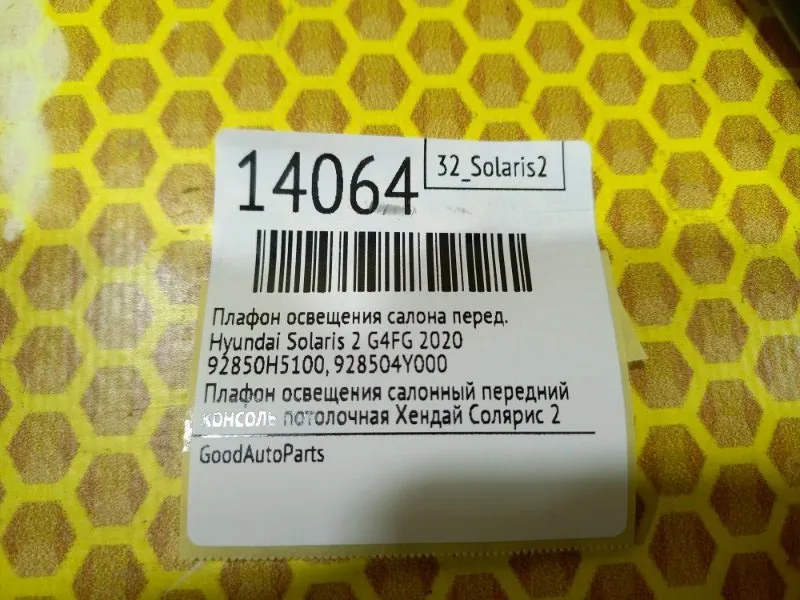 14064
32_Solaris2
Плафон освещения салона перед.
Hyundai Solaris 2 G4FG 2020
92850H5100, 928504Y000
Плафон освещения салонный передний
консоль потолочная Хендай Солярис 2
GoodAutoParts